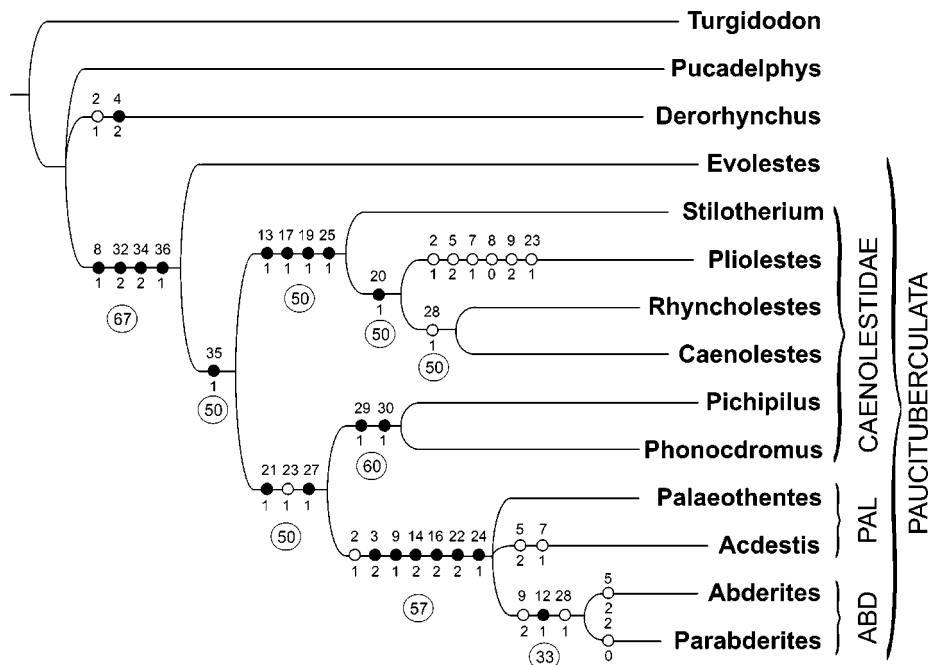 Turgidodon
Pucadelphys
2 4
1 2
Derorhynchus
Evolestes
8 32 34 36
1 2 2 1
67
13 17 19 25
1 1 1 1
50
Stilotherium
2 5 7 8 9 23
1 2 1 0 2 1
Pliolestes
20
1
50
28
1
50
Rhyncholestes
Caenolestes
35
1
50
29 30
1 1
60
Pichipilus
Phonocdromus
21 23 27
1 1 1
50
Palaeothentes
2 3 9 14 16 22 24
1 2 1 2 2 2 1
57
5 7
2 1
Acdestis
9 12 28
2 1 1
33
5
2
Abderites
2
0
Parabderites
CAENOLESTIDAE
PAL
ABD
PAUCITUBERCULATA